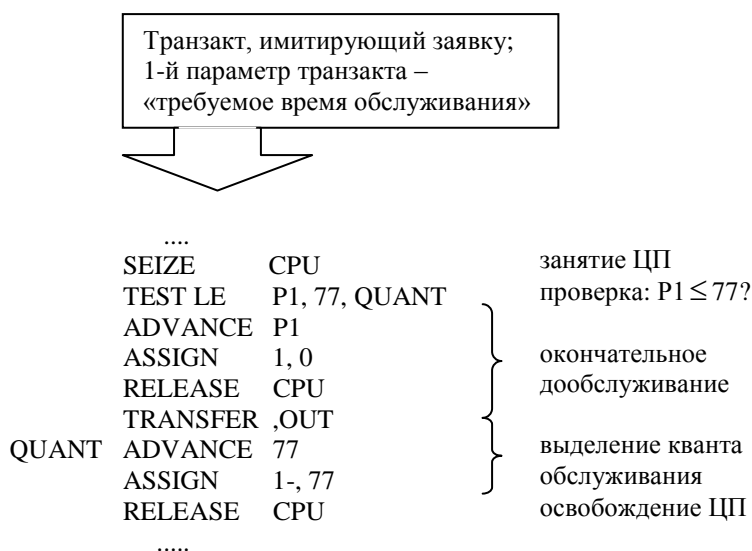 Транзакт, имитирующий заявку;
1-й параметр транзакта –
«требуемое время обслуживания»
....
SEIZE CPU занятие ЦП
TEST LE P1, 77, QUANT проверка: P1 ≤ 77?
ADVANCE P1
ASSIGN 1, 0 окончательное
RELEASE CPU дообслуживание
TRANSFER ,OUT
QUANT ADVANCE 77 выделение кванта
ASSIGN 1-, 77 обслуживания
RELEASE CPU освобождение ЦП
.....